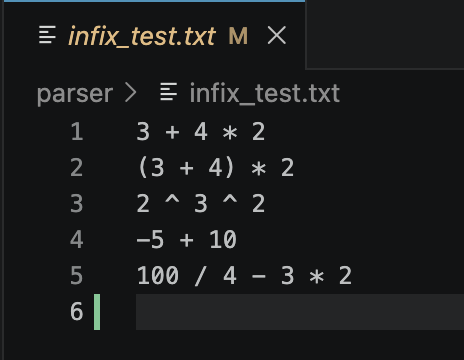 infix_test.txt M
parser > infix_test.txt
1 3 + 4 * 2
2 (3 + 4) * 2
3 2 ^ 3 ^ 2
4 -5 + 10
5 100 / 4 - 3 * 2
6